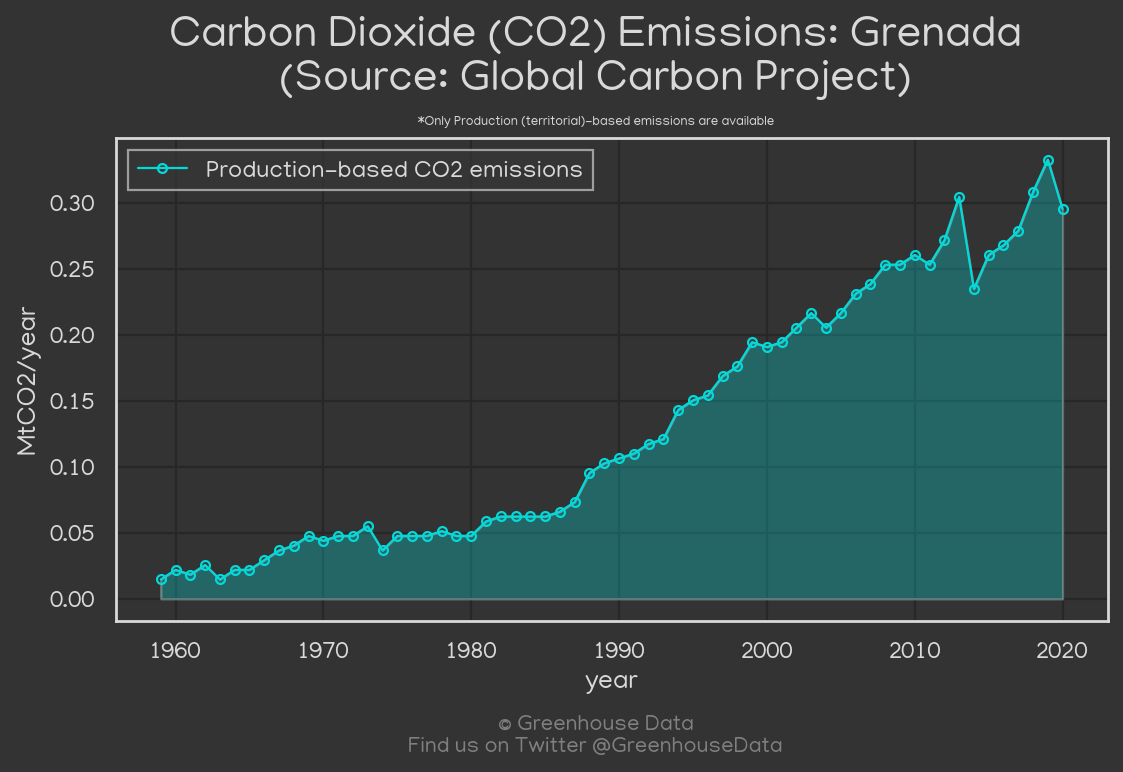 Carbon Dioxide (CO2) Emissions: Grenada
(Source: Global Carbon Project)
*Only Production (territorial)-based emissions are available
Production-based CO2 emissions
MtCO2/year
0.30
0.25
0.20
0.15
0.10
0.05
0.00
1960 1970 1980 1990 2000 2010 2020
year
© Greenhouse Data
Find us on Twitter @GreenhouseData